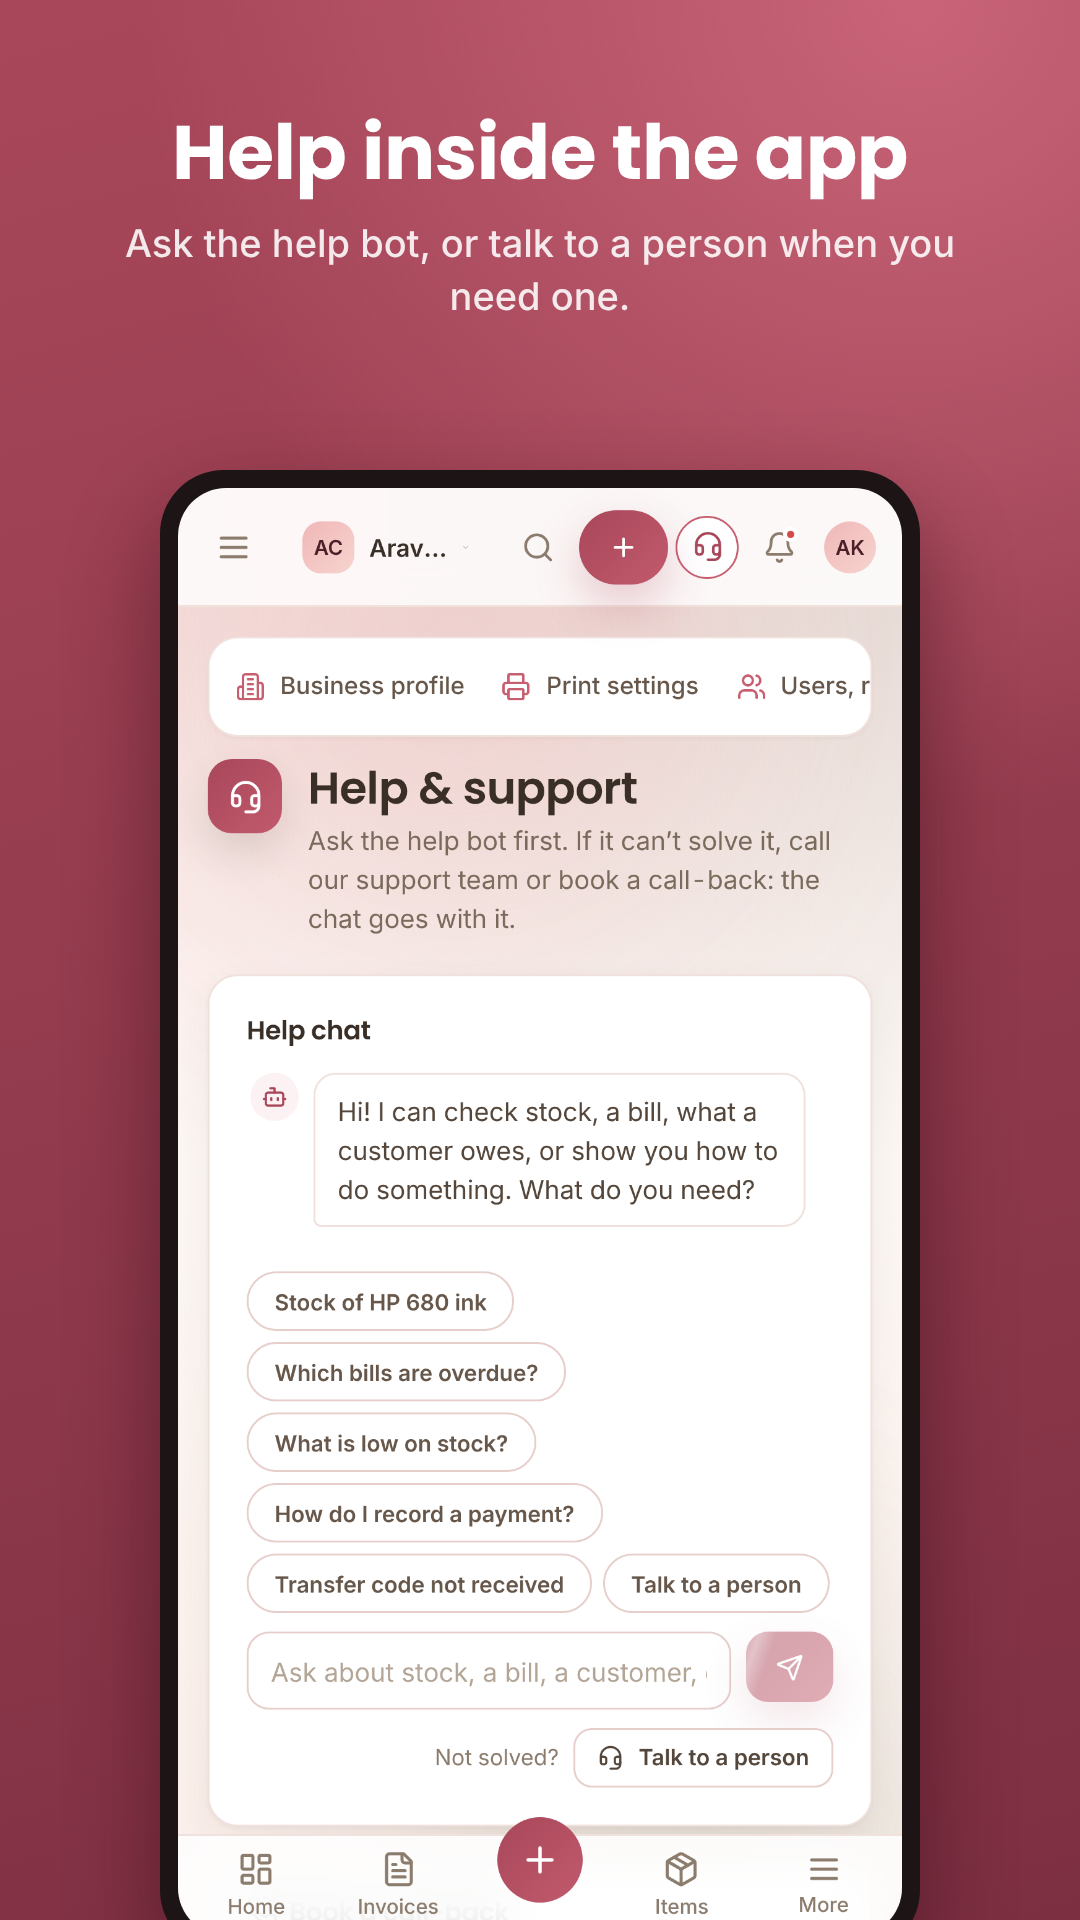 Help inside the app
Ask the help bot, or talk to a person when you
need one.
AC Arav...
AK
Business profile
Print settings
Users, r
Help & support
Ask the help bot first. If it can't solve it, call
our support team or book a call-back: the
chat goes with it.
Help chat
Hi! I can check stock, a bill, what a
customer owes, or show you how to
do something. What do you need?
Stock of HP 680 ink
Which bills are overdue?
What is low on stock?
How do I record a payment?
Transfer code not received
Talk to a person
Ask about stock, a bill, a customer,
Not solved?
Talk to a person
Home
Invoices
Items
More